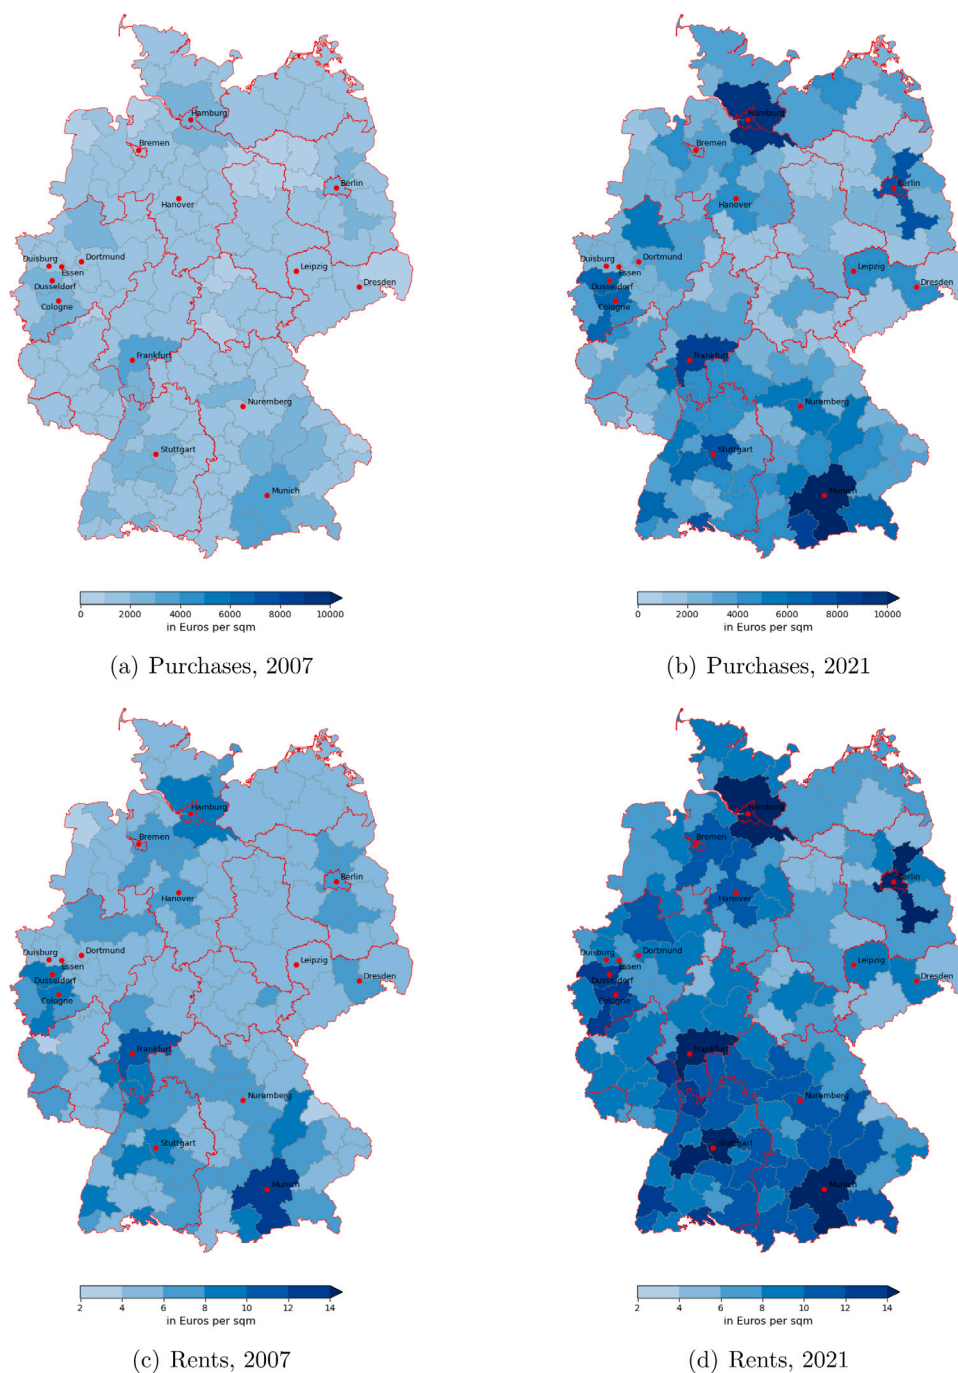 Hamburg
Bremen
Berlin
Hanover
Duisburg
Dortmund
Essen
Leipzig
Dusseldorf
Dresden
Cologne
Frankfurt
Nuremberg
Stuttgart
Munich
0 2000 4000 6000 8000 10000
in Euros per sqm
(a) Purchases, 2007
Hamburg
Bremen
Berlin
Hanover
Duisburg
Dortmund
Essen
Leipzig
Dusseldorf
Dresden
Cologne
Frankfurt
Nuremberg
Stuttgart
Munich
0 2000 4000 6000 8000 10000
in Euros per sqm
(b) Purchases, 2021
Hamburg
Bremen
Berlin
Hanover
Duisburg
Dortmund
Essen
Leipzig
Dusseldorf
Dresden
Cologne
Frankfurt
Nuremberg
Stuttgart
Munich
2 4 6 8 10 12 14
in Euros per sqm
(c) Rents, 2007
Hamburg
Bremen
Berlin
Hanover
Duisburg
Dortmund
Essen
Leipzig
Dusseldorf
Dresden
Cologne
Frankfurt
Nuremberg
Stuttgart
Munich
2 4 6 8 10 12 14
in Euros per sqm
(d) Rents, 2021